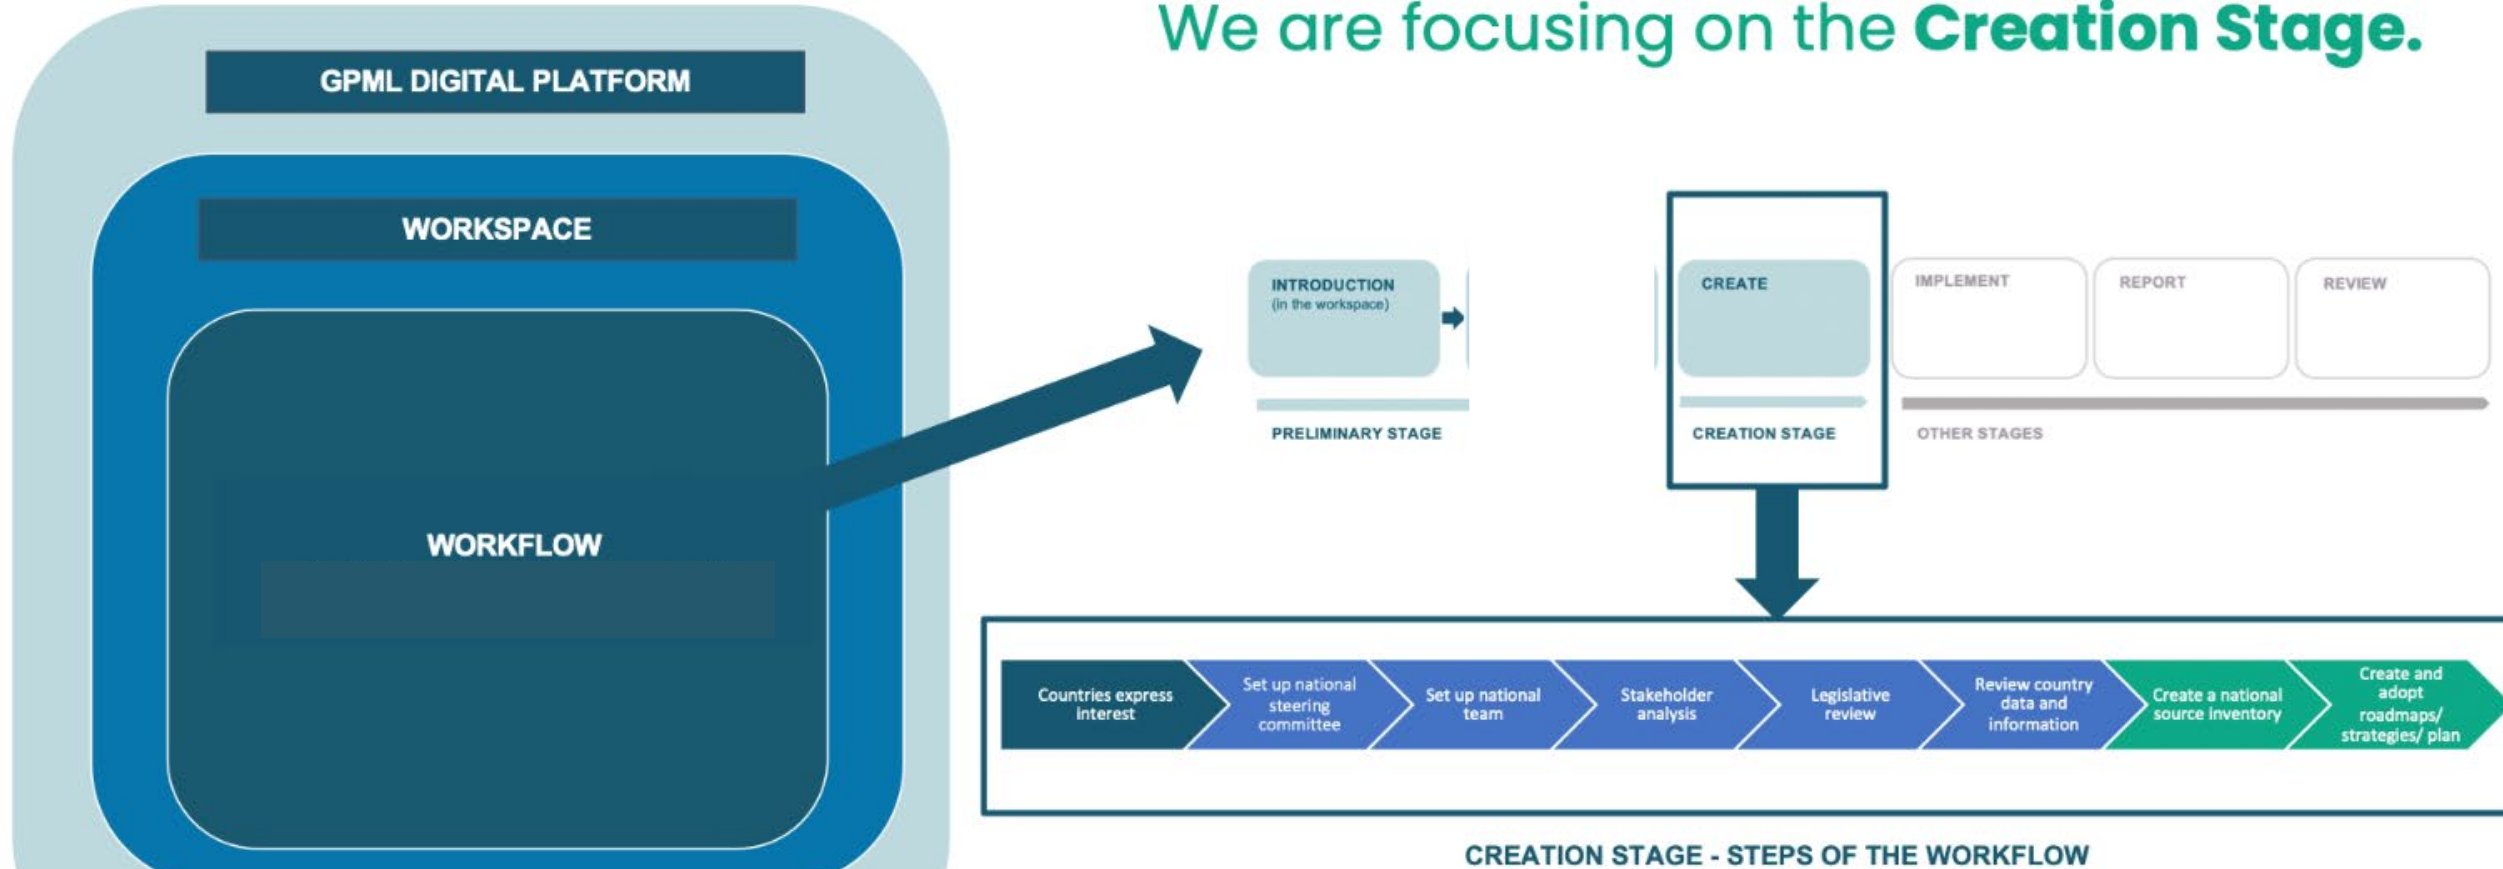 We are focusing on the Creation Stage.
GPML DIGITAL PLATFORM
WORKSPACE
WORKFLOW
INTRODUCTION
(in the workspace)
CREATE
IMPLEMENT
REPORT
REVIEW
PRELIMINARY STAGE
CREATION STAGE
OTHER STAGES
Countries express
interest
Set up national
steering
committee
Set up national
team
Stakeholder
analysis
Legislative
review
Review country
data and
information
Create a national
source inventory
Create and
adopt
roadmaps/
strategies/ plan
CREATION STAGE - STEPS OF THE WORKFLOW